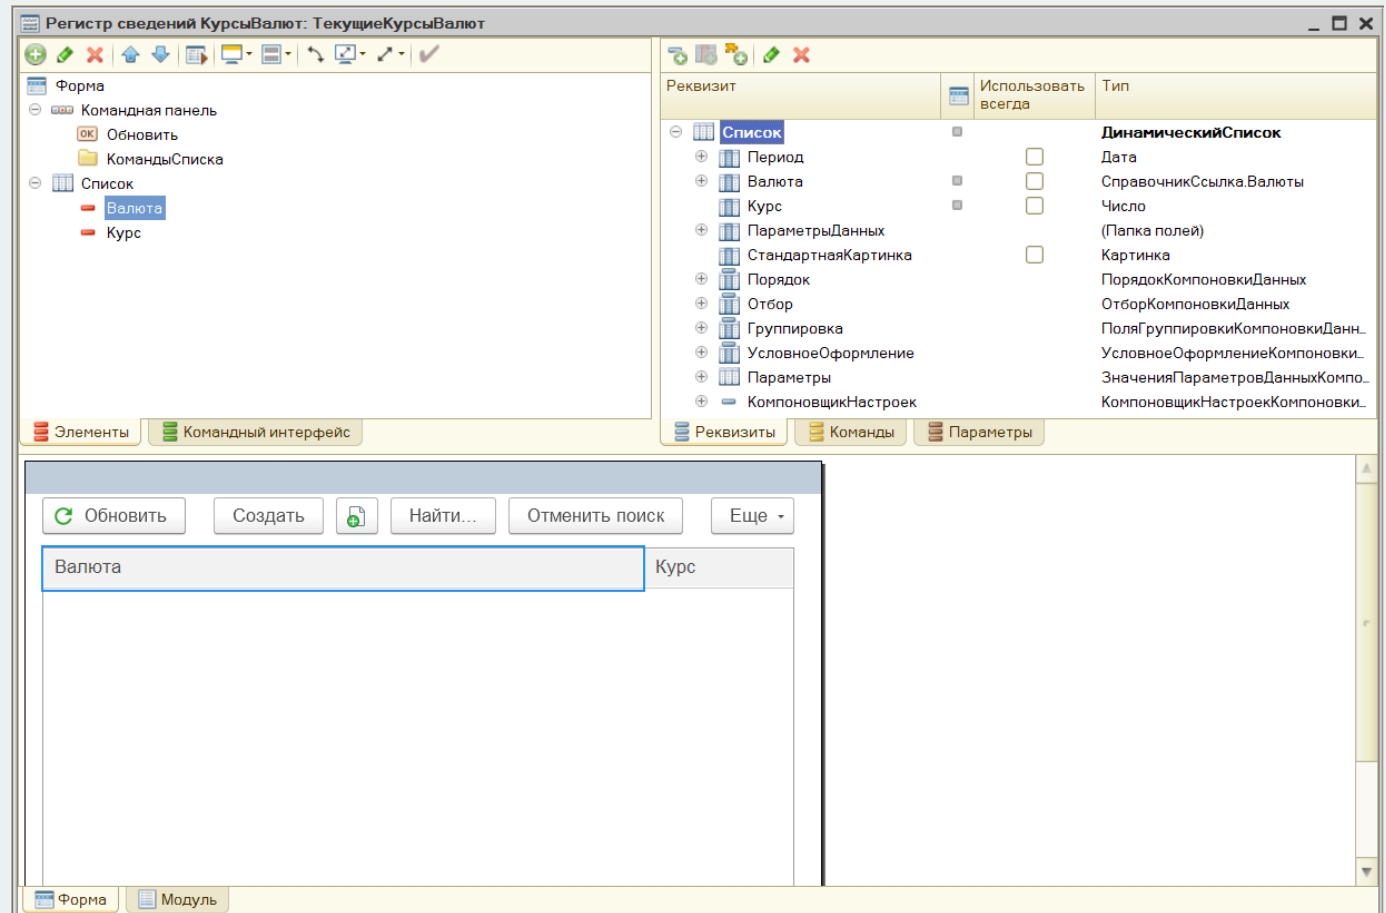 Регистр сведений КурсыВалют: ТекущиеКурсыВалют
Форма
Командная панель
OK Обновить
КомандыСписка
Список
Валюта
Курс
Элементы
Командный интерфейс
Реквизит
Использовать всегда
Тип
Список ДинамическийСписок
Период Дата
Валюта СправочникСсылка.Валюты
Курс Число
ПараметрыДанных (Папка полей)
СтандартнаяКартинка Картинка
Порядок ПорядокКомпоновкиДанных
Отбор ОтборКомпоновкиДанных
Группировка ПоляГруппировкиКомпоновкиДанн...
УсловноеОформление УсловноеОформлениеКомпоновки...
Параметры ЗначенияПараметровДанныхКомпо...
КомпоновщикНастроек КомпоновщикНастроекКомпоновки...
Реквизиты
Команды
Параметры
Обновить Создать Найти... Отменить поиск Еще
Валюта Курс
Форма Модуль